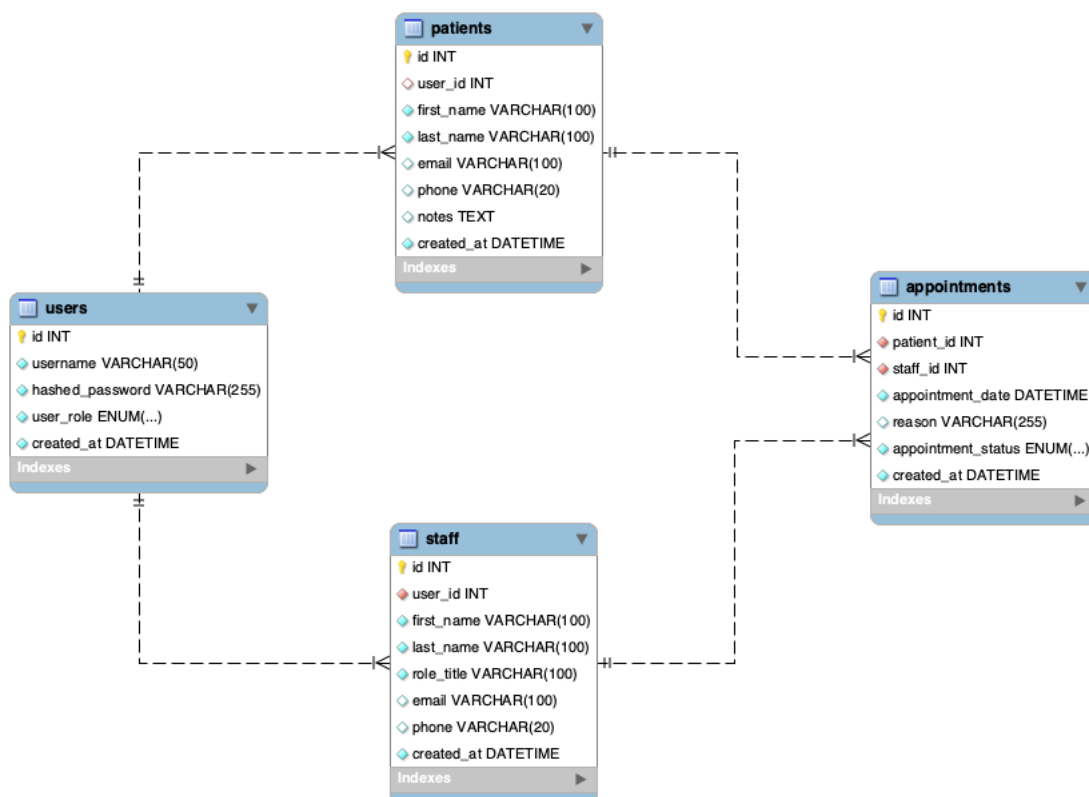 patients
id INT
user_id INT
first_name VARCHAR(100)
last_name VARCHAR(100)
email VARCHAR(100)
phone VARCHAR(20)
notes TEXT
created_at DATETIME
Indexes
users
id INT
username VARCHAR(50)
hashed_password VARCHAR(255)
user_role ENUM(...)
created_at DATETIME
Indexes
appointments
id INT
patient_id INT
staff_id INT
appointment_date DATETIME
reason VARCHAR(255)
appointment_status ENUM(...)
created_at DATETIME
Indexes
staff
id INT
user_id INT
first_name VARCHAR(100)
last_name VARCHAR(100)
role_title VARCHAR(100)
email VARCHAR(100)
phone VARCHAR(20)
created_at DATETIME
Indexes